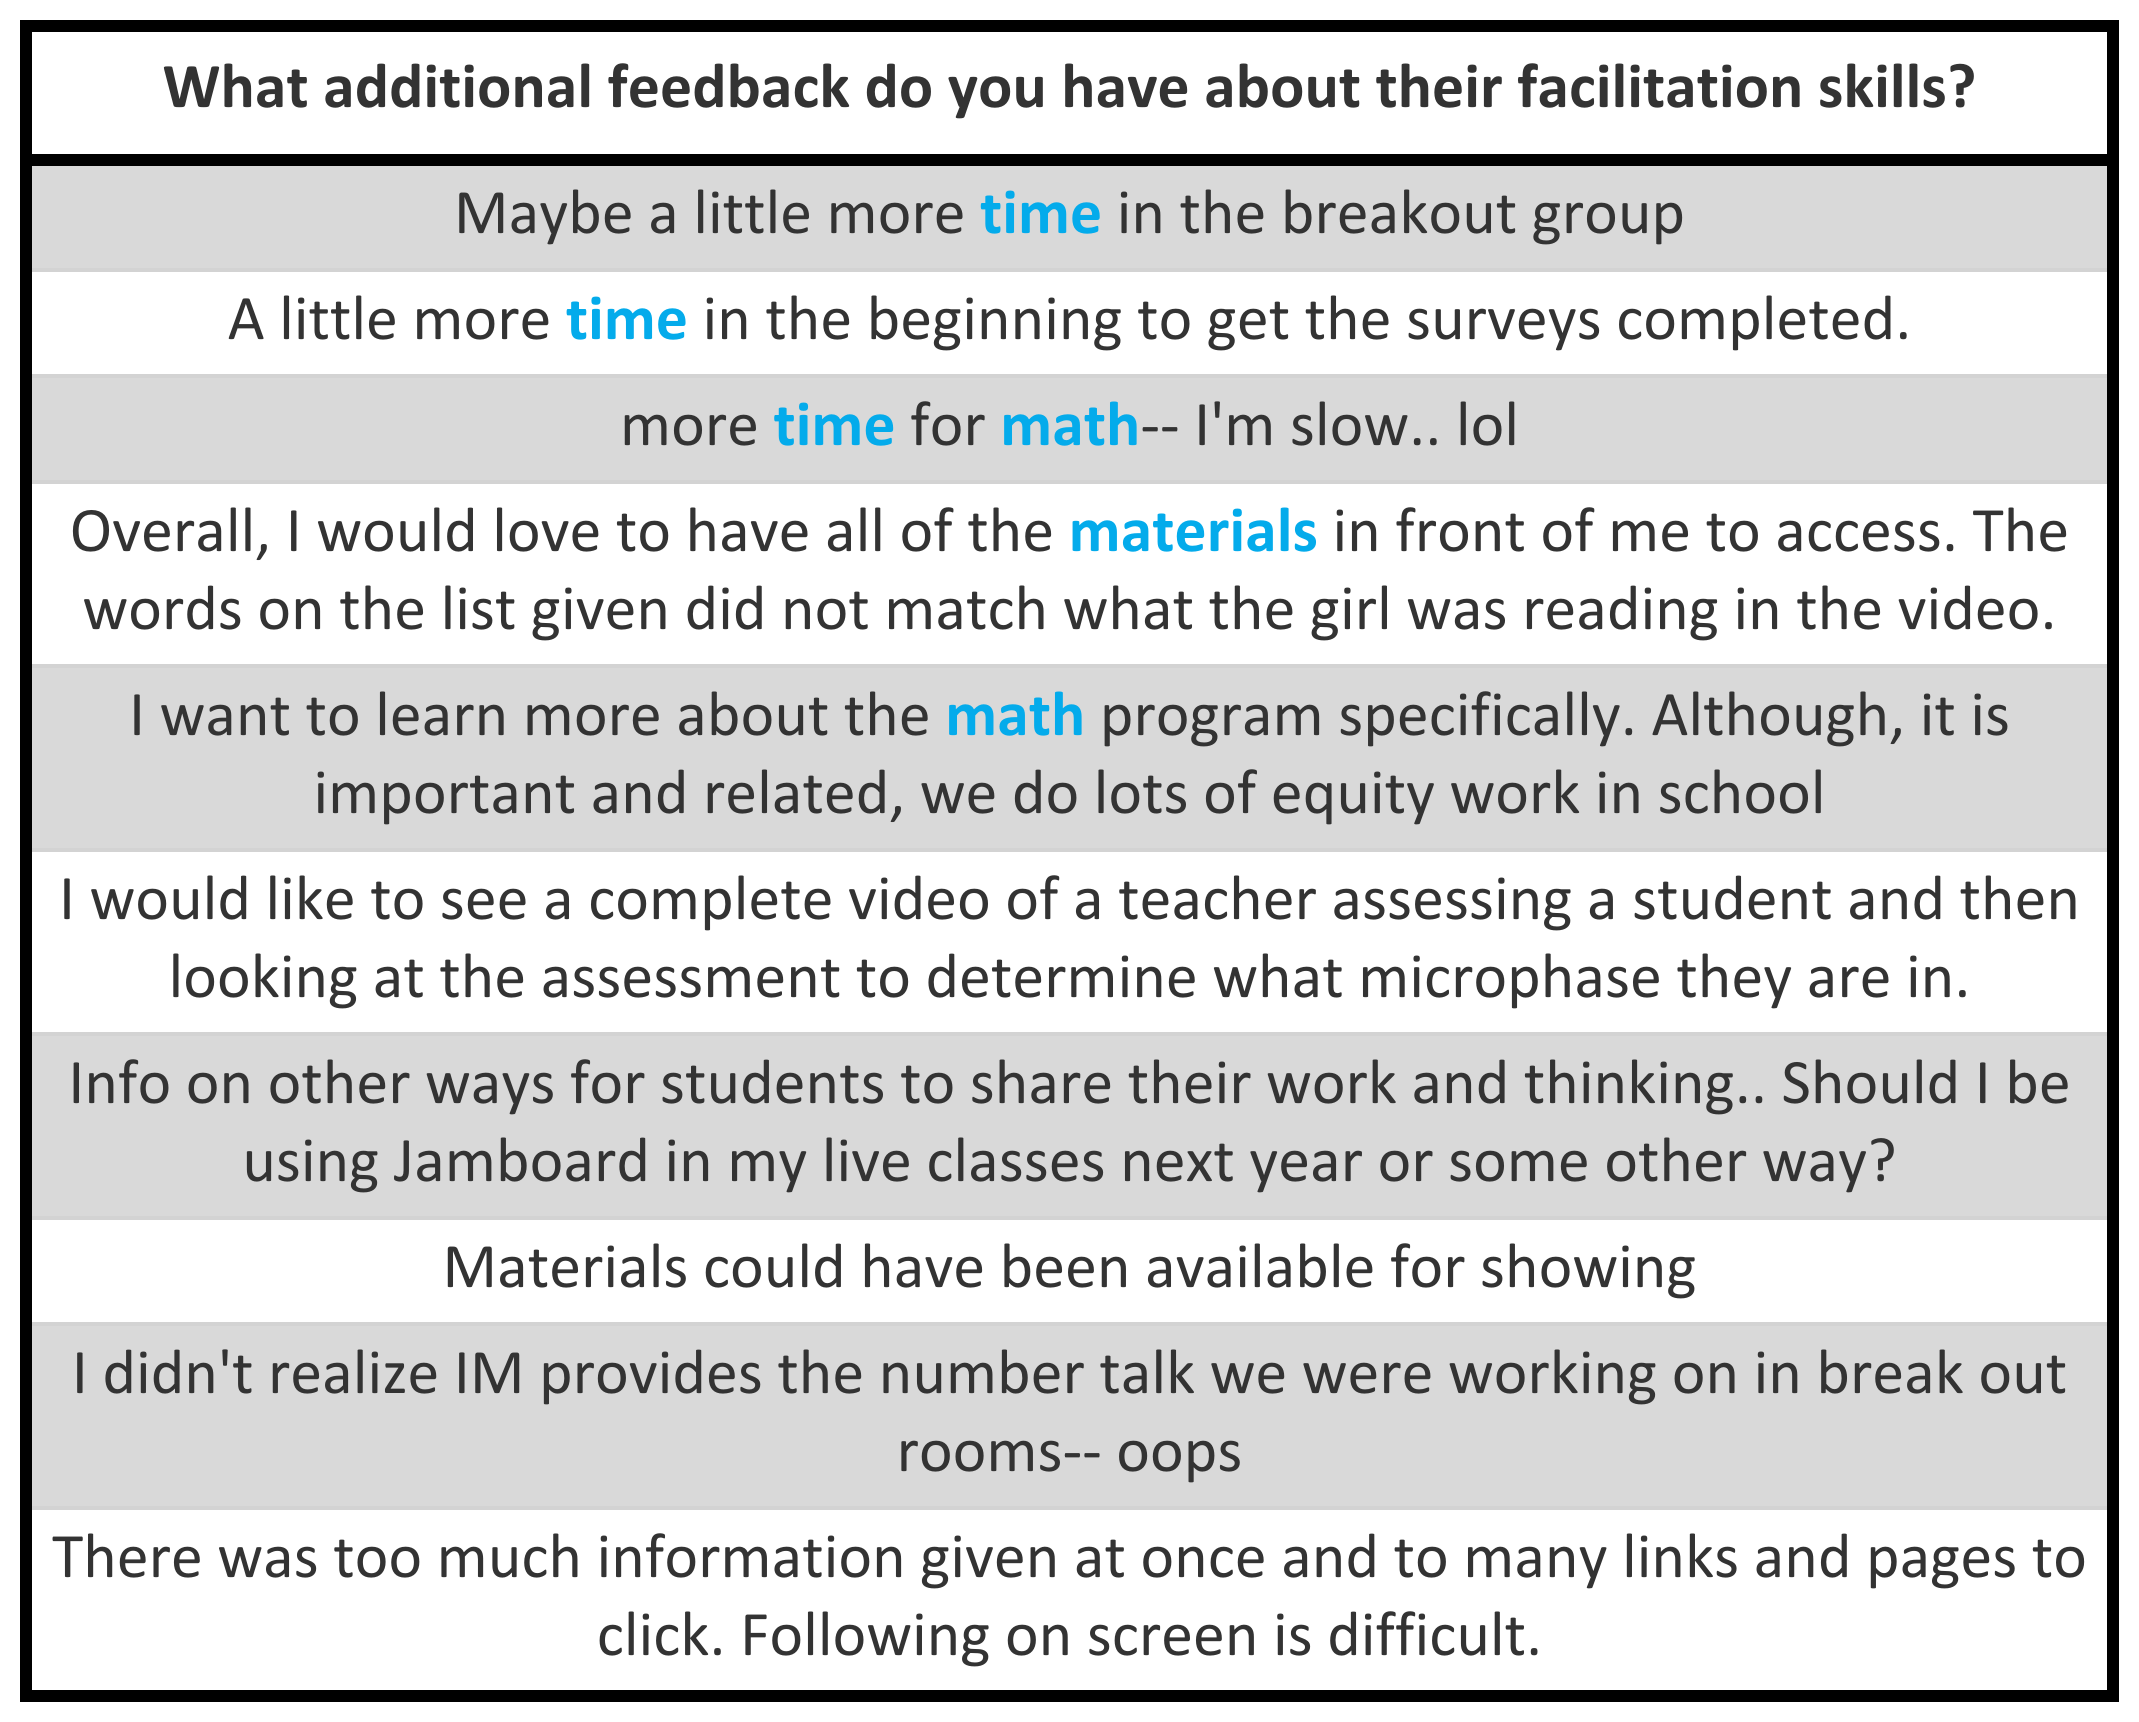 What additional feedback do you have about their facilitation skills?
Maybe a little more time in the breakout group
A little more time in the beginning to get the surveys completed.
more time for math-- I'm slow.. lol
Overall, I would love to have all of the materials in front of me to access. The
words on the list given did not match what the girl was reading in the video.
I want to learn more about the math program specifically. Although, it is
important and related, we do lots of equity work in school
I would like to see a complete video of a teacher assessing a student and then
looking at the assessment to determine what microphase they are in.
Info on other ways for students to share their work and thinking.. Should I be
using Jamboard in my live classes next year or some other way?
Materials could have been available for showing
I didn't realize IM provides the number talk we were working on in break out
rooms-- oops
There was too much information given at once and to many links and pages to
click. Following on screen is difficult.